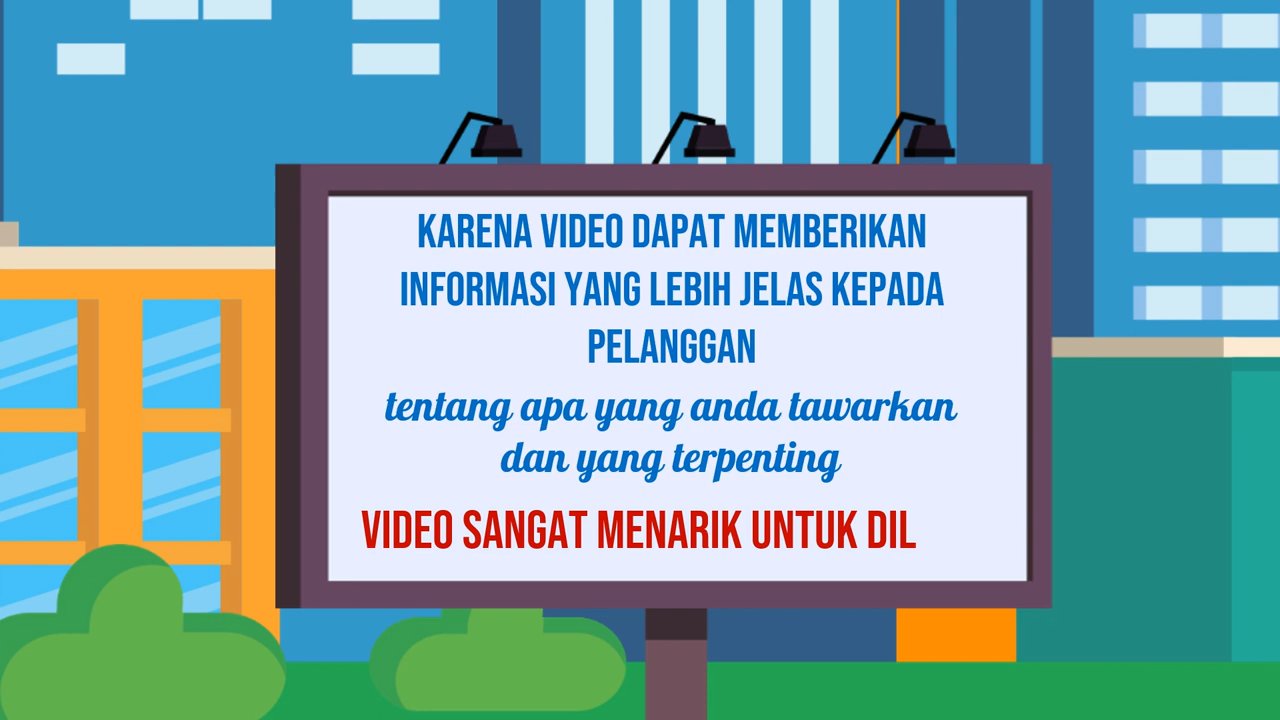 KARENA VIDEO DAPAT MEMBERIKAN
INFORMASI YANG LEBIH JELAS KEPADA
PELANGGAN
tentang apa yang anda tawarkan
dan yang terpenting
VIDEO SANGAT MENARIK UNTUK DIL